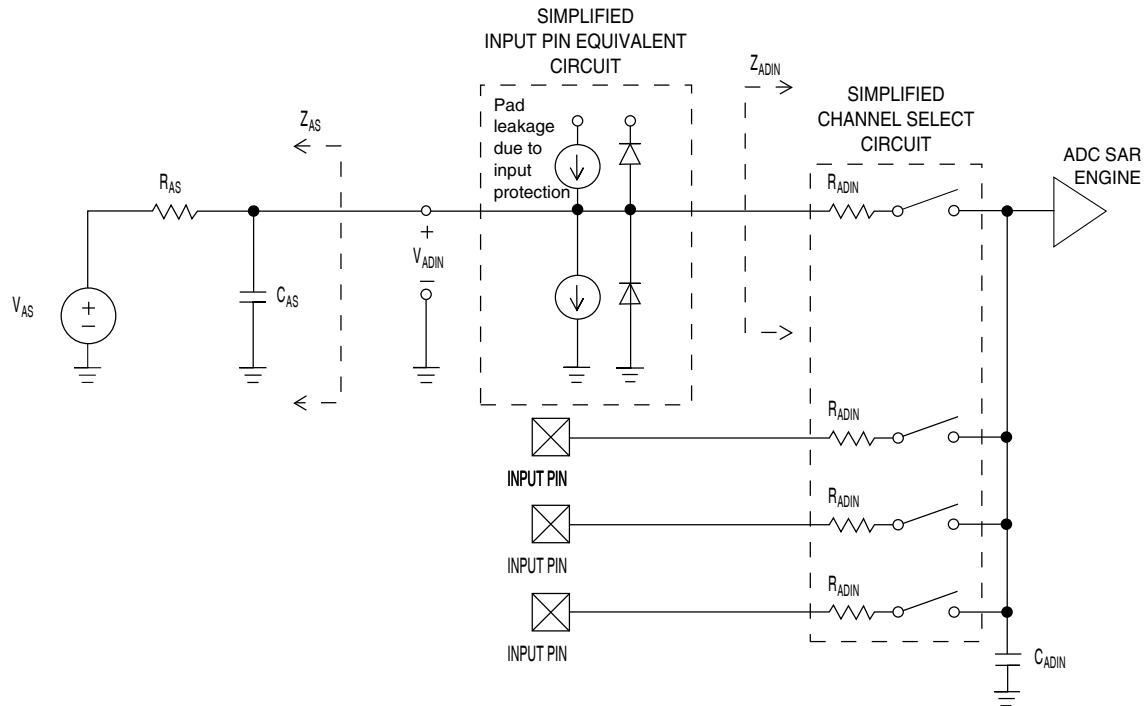 SIMPLIFIED
INPUT PIN EQUIVALENT
CIRCUIT
Pad
leakage
due to
input
protection
Z_ADIN
SIMPLIFIED
CHANNEL SELECT
CIRCUIT
ADC SAR
ENGINE
Z_AS
R_AS
R_ADIN
+
V_ADIN
–
C_AS
V_AS
+
–
R_ADIN
INPUT PIN
R_ADIN
INPUT PIN
R_ADIN
INPUT PIN
C_ADIN